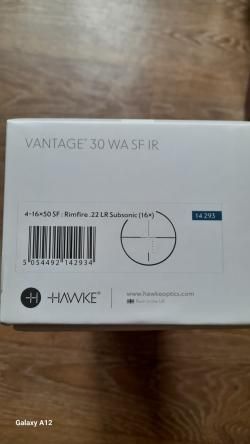 VANTAGE® 30 WA SF IR
4-16×50 SF : Rimfire .22 LR Subsonic (16×)
14 293
5 054492 142934
HAWKE®
www.hawkeoptics.com
Galaxy A12